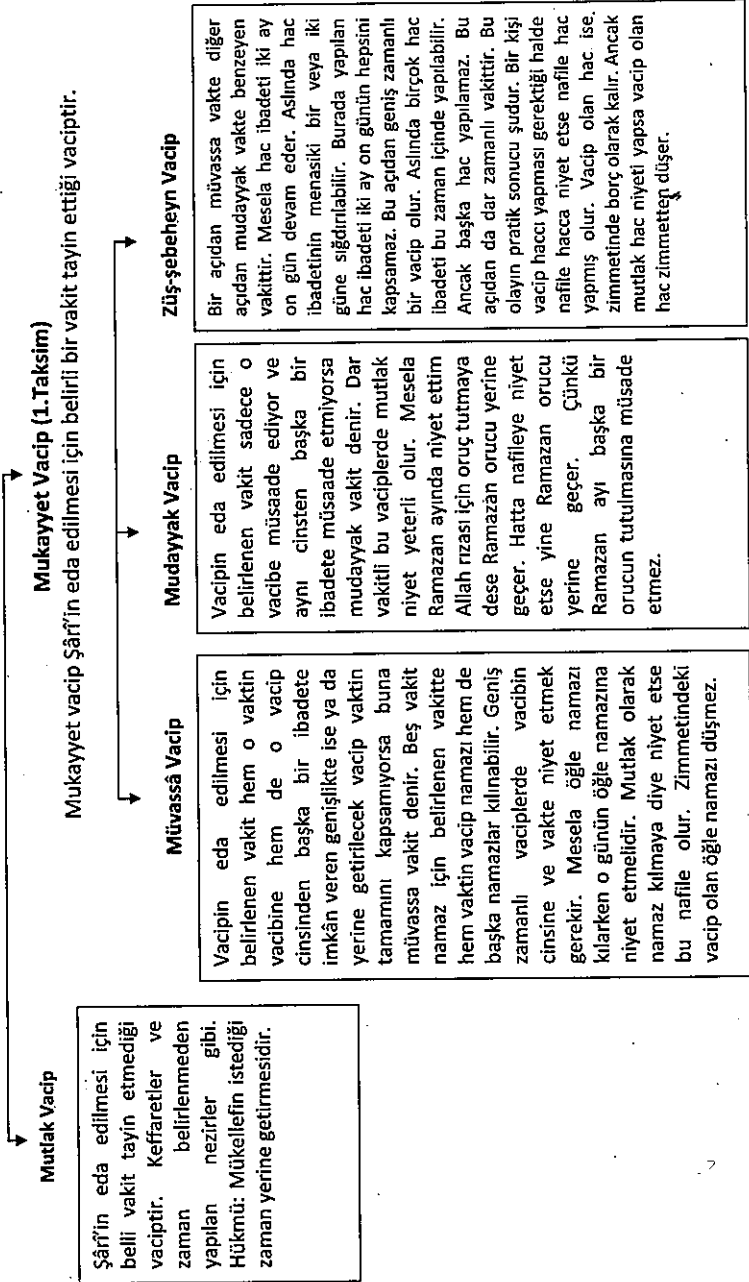 Mutlak Vacip
Şârî'in eda edilmesi için
belli vakit tayin etmediği
vaciptir. Keffaretler ve
zaman belirlenmeden
yapılan nezirler gibi.
Hükmü: Mükellefin istediği
zaman yerine getirmesidir.
Mukayyet Vacip (1.Taksim)
Mukayyet vacip Şârî'in eda edilmesi için belirli bir vakit tayin ettiği vaciptir.
Müvassâ Vacip
Vacipin eda edilmesi için
belirlenen vakit hem o vaktin
vacibine hem de o vacip
cinsinden başka bir ibadete
imkân veren genişlikte ise ya da
yerine getirilecek vacip vaktin
tamamını kapsamıyorsa buna
müvassa vakit denir. Beş vakit
namaz için belirlenen vakitte
hem vaktin vacip namazı hem de
başka namazlar kılınabilir. Geniş
zamanlı vaciplerde vacibin
cinsine ve vakte niyet etmek
gerekir. Mesela öğle namazı
kılarken o günün öğle namazına
niyet etmelidir. Mutlak olarak
namaz kılmaya diye niyet etse
bu nafile olur. Zimmetindeki
vacip olan öğle namazı düşmez.
Mudayyak Vacip
Vacipin eda edilmesi için
belirlenen vakit sadece o
vacibe müsaade ediyor ve
aynı cinsten başka bir
ibadete müsaade etmiyorsa
mudayyak vakit denir. Dar
vakitli bu vaciplerde mutlak
niyet yeterli olur. Mesela
Ramazan ayında niyet ettim
Allah rızası için oruç tutmaya
dese Ramazân orucu yerine
geçer. Hatta nafileye niyet
etse yine Ramazan orucu
yerine geçer. Çünkü
Ramazan ayı başka bir
orucun tutulmasına müsade
etmez.
Züş-şebeheyn Vacip
Bir açıdan müvassa vakte diğer
açıdan mudayyak vakte benzeyen
vakittir. Mesela hac ibadeti iki ay
on gün devam eder. Aslında hac
ibadetinin menasiki bir veya iki
güne sığdırılabilir. Burada yapılan
hac ibadeti iki ay on günün hepsini
kapsamaz. Bu açıdan geniş zamanlı
bir vacip olur. Aslında birçok hac
ibadeti bu zaman içinde yapılabilir.
Ancak başka hac yapılamaz. Bu
açıdan da dar zamanlı vakittir. Bu
olayın pratik sonucu şudur. Bir kişi
vacip haccı yapması gerektiği halde
nafile hacca niyet etse nafile hac
yapmış olur. Vacip olan hac ise.
zimmetinde borç olarak kalır. Ancak
mutlak hac niyeti yapsa vacip olan
hac zimmetten düşer.